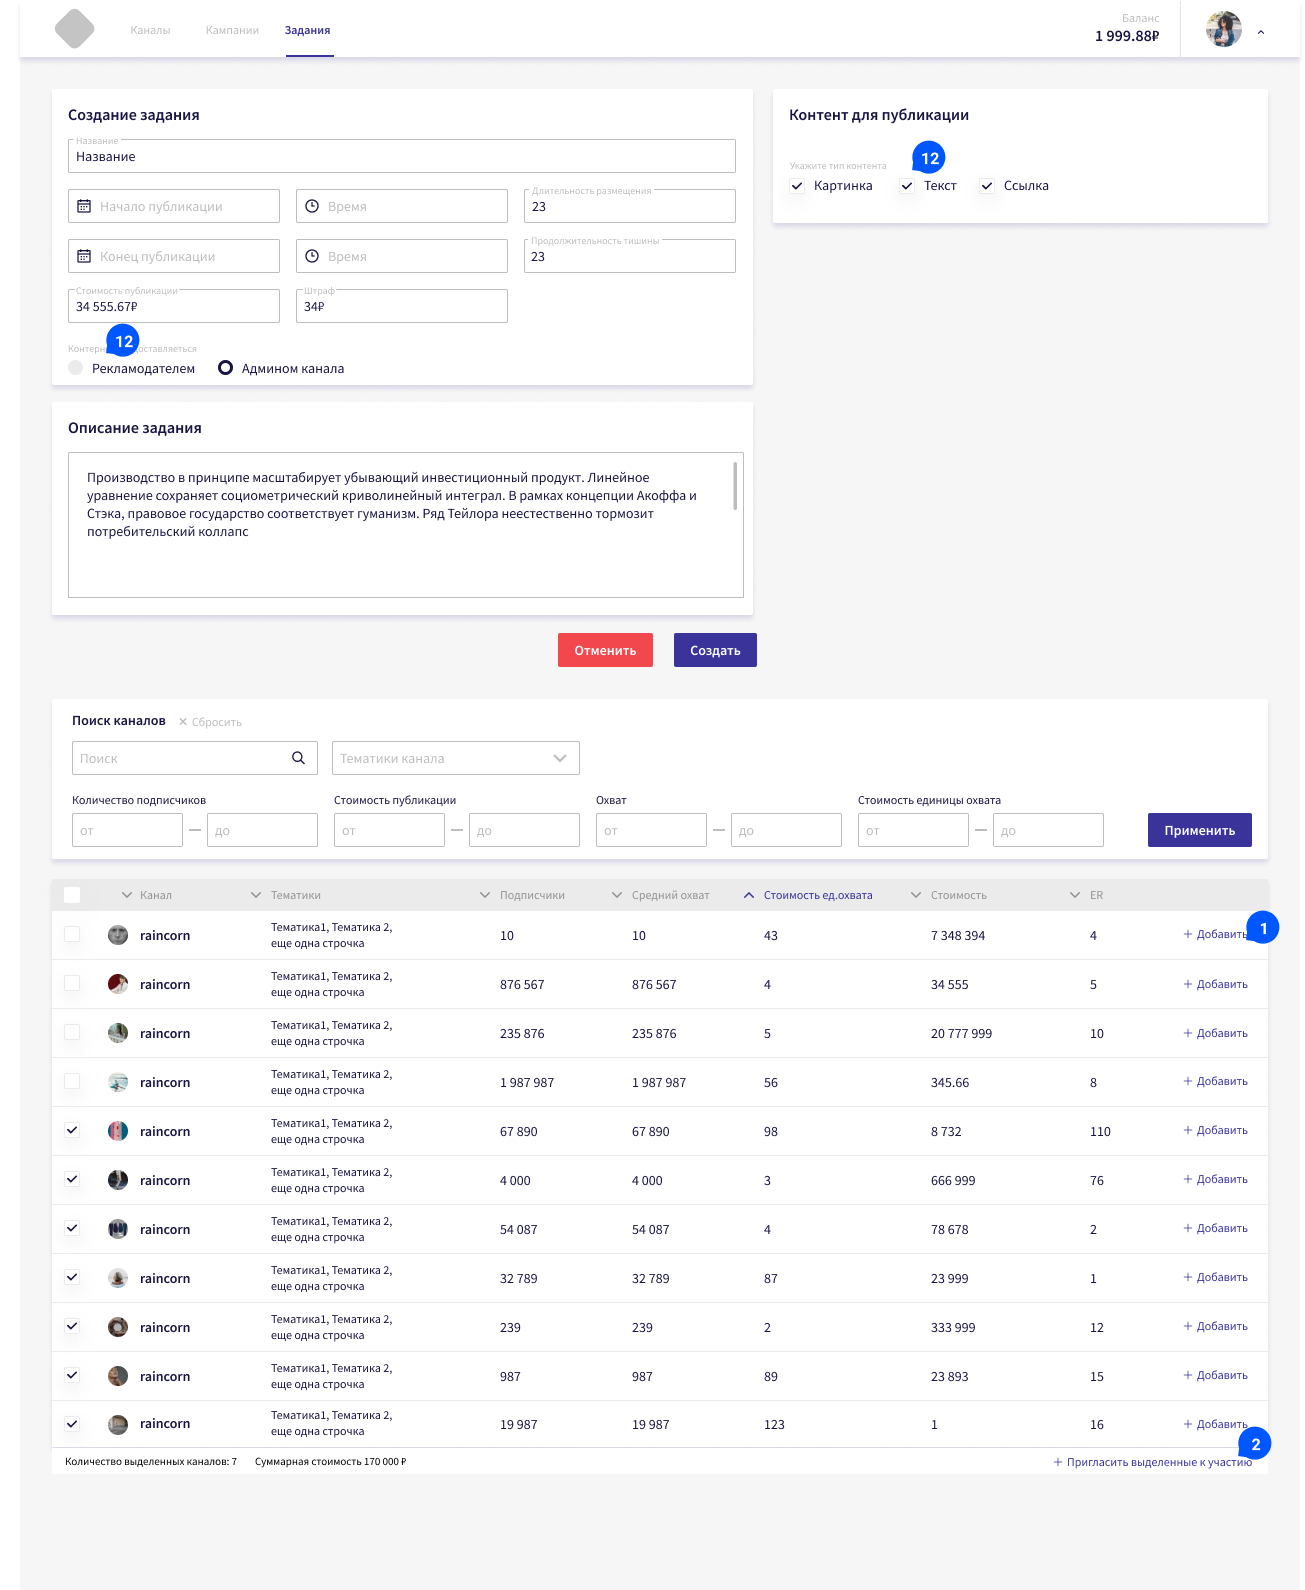 Каналы Кампании Задания
Баланс
1 999.88₽
Создание задания
Название
Название
Начало публикации
Время
Длительность размещения
23
Конец публикации
Время
Продолжительность тишины
23
Стоимость публикации
34 555.67₽
Штраф
34₽
12
Рекламодателем
Админом канала
Контент для публикации
Укажите тип контента
12
Картинка
Текст
Ссылка
Описание задания
Производство в принципе масштабирует убывающий инвестиционный продукт. Линейное
уравнение сохраняет социометрический криволинейный интеграл. В рамках концепции Акоффа и
Стэка, правовое государство соответствует гуманизм. Ряд Тейлора неестественно тормозит
потребительский коллапс
Отменить
Создать
Поиск каналов × Сбросить
Поиск
Тематики канала
Количество подписчиков Стоимость публикации Охват Стоимость единицы охвата
от — до от — до от — до от — до
Применить
Канал Тематики Подписчики Средний охват Стоимость ед.охвата Стоимость ER
raincorn Тематика1, Тематика 2, 10 10 43 7 348 394 4 + Добавить 1
еще одна строчка
raincorn Тематика1, Тематика 2, 876 567 876 567 4 34 555 5 + Добавить
еще одна строчка
raincorn Тематика1, Тематика 2, 235 876 235 876 5 20 777 999 10 + Добавить
еще одна строчка
raincorn Тематика1, Тематика 2, 1 987 987 1 987 987 56 345.66 8 + Добавить
еще одна строчка
raincorn Тематика1, Тематика 2, 67 890 67 890 98 8 732 110 + Добавить
еще одна строчка
raincorn Тематика1, Тематика 2, 4 000 4 000 3 666 999 76 + Добавить
еще одна строчка
raincorn Тематика1, Тематика 2, 54 087 54 087 4 78 678 2 + Добавить
еще одна строчка
raincorn Тематика1, Тематика 2, 32 789 32 789 87 23 999 1 + Добавить
еще одна строчка
raincorn Тематика1, Тематика 2, 239 239 2 333 999 12 + Добавить
еще одна строчка
raincorn Тематика1, Тематика 2, 987 987 89 23 893 15 + Добавить
еще одна строчка
raincorn Тематика1, Тематика 2, 19 987 19 987 123 1 16 + Добавить
еще одна строчка
2
Количество выделенных каналов: 7 Суммарная стоимость 170 000 ₽ + Пригласить выделенные к участию